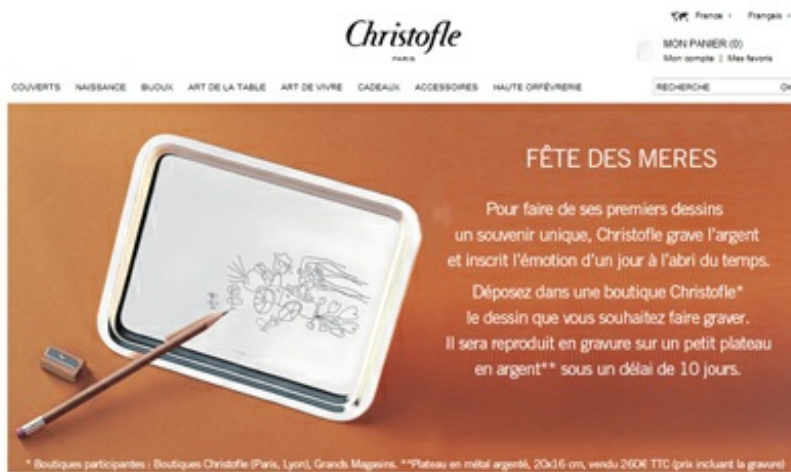 France Français
Christofle
PARIS
MON PANIER (0)
Mon compte | Mes favoris
COUVERTS NAISSANCE BIJOUX ART DE LA TABLE ART DE VIVRE CADEAUX ACCESSOIRES HAUTE ORFÈVRERIE RECHERCHE OK
FÊTE DES MERES
Pour faire de ses premiers dessins
un souvenir unique, Christofle grave l'argent
et inscrit l'émotion d'un jour à l'abri du temps.
Déposez dans une boutique Christofle*
le dessin que vous souhaitez faire graver.
Il sera reproduit en gravure sur un petit plateau
en argent** sous un délai de 10 jours.
* Boutiques participantes : Boutiques Christofle (Paris, Lyon), Grands Magasins. **Plateau en métal argenté, 20x16 cm, vendu 260€ TTC (prix incluant la gravure)